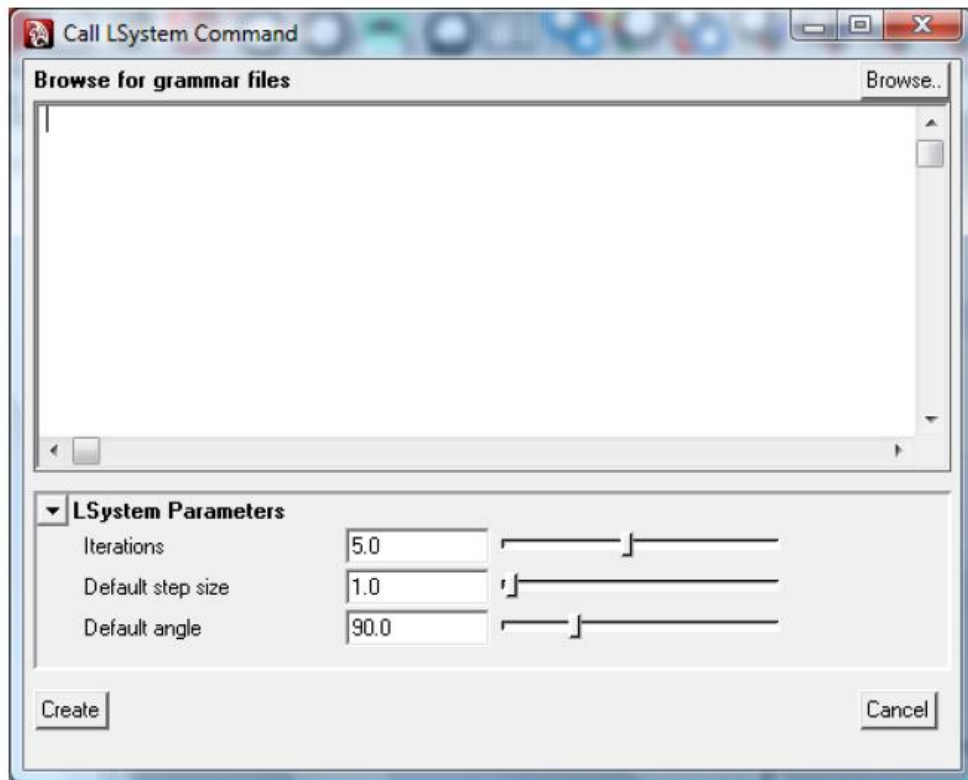 Call LSystem Command
Browse for grammar files Browse..
LSystem Parameters
Iterations 5.0
Default step size 1.0
Default angle 90.0
Create Cancel